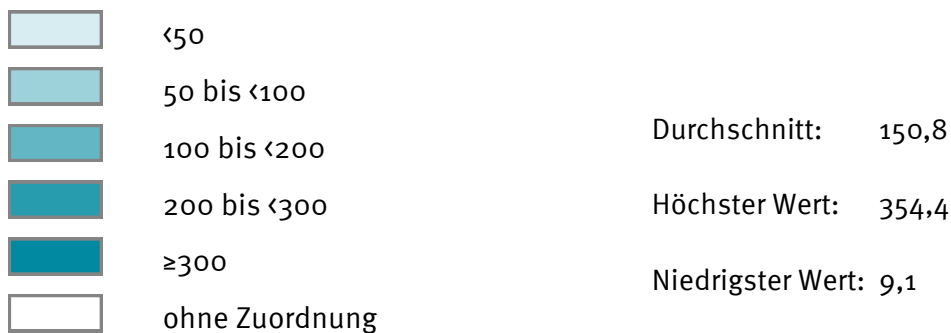 <50
50 bis <100
100 bis <200
200 bis <300
≥300
ohne Zuordnung
Durchschnitt: 150,8
Höchster Wert: 354,4
Niedrigster Wert: 9,1